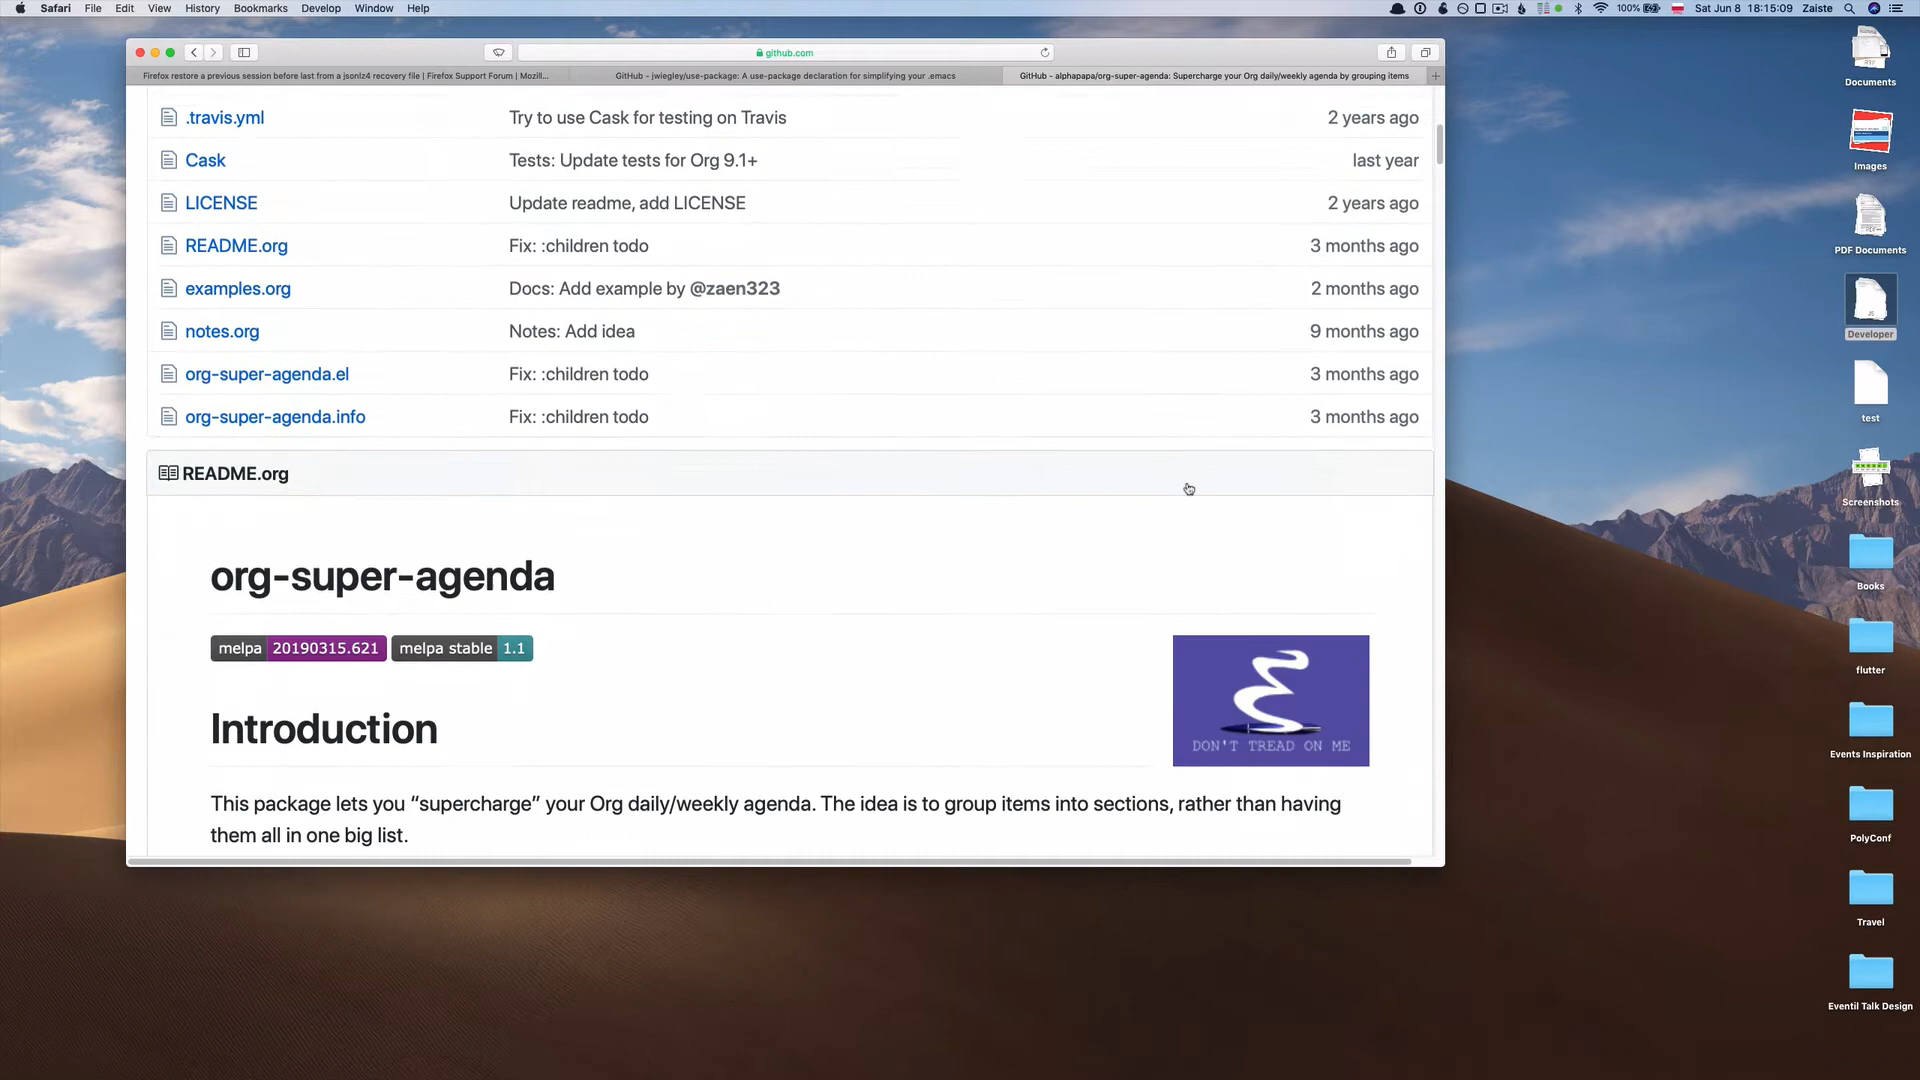 Safari File Edit View History Bookmarks Develop Window Help
100% Sat Jun 8 18:15:09 Zaiste
github.com
Firefox restore a previous session before last from a jsonlz4 recovery file | Firefox Support Forum | Mozill...
GitHub - jwiegley/use-package: A use-package declaration for simplifying your .emacs
GitHub - alphapapa/org-super-agenda: Supercharge your Org daily/weekly agenda by grouping items
.travis.yml Try to use Cask for testing on Travis 2 years ago
Cask Tests: Update tests for Org 9.1+ last year
LICENSE Update readme, add LICENSE 2 years ago
README.org Fix: :children todo 3 months ago
examples.org Docs: Add example by @zaen323 2 months ago
notes.org Notes: Add idea 9 months ago
org-super-agenda.el Fix: :children todo 3 months ago
org-super-agenda.info Fix: :children todo 3 months ago
README.org
org-super-agenda
melpa 20190315.621 melpa stable 1.1
DON'T TREAD ON ME
Introduction
This package lets you “supercharge” your Org daily/weekly agenda. The idea is to group items into sections, rather than having
them all in one big list.
Documents
Images
PDF Documents
Developer
test
Screenshots
Books
flutter
Events Inspiration
PolyConf
Travel
Eventil Talk Design